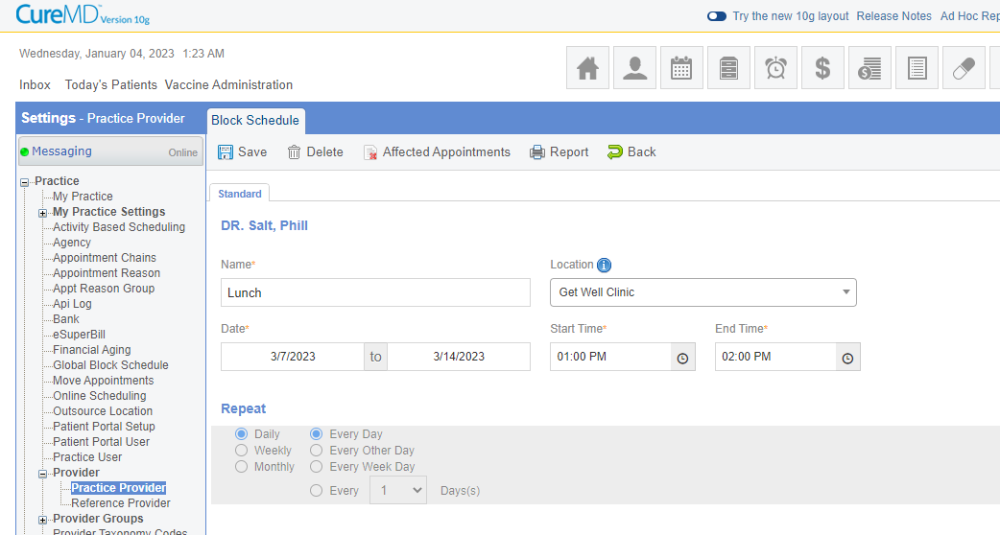 CureMD™ Version 10g
Try the new 10g layout Release Notes Ad Hoc Rep
Wednesday, January 04, 2023 1:23 AM
Inbox Today's Patients Vaccine Administration
Settings - Practice Provider
Block Schedule
Messaging Online
Save Delete Affected Appointments Report Back
Practice
My Practice
My Practice Settings
Activity Based Scheduling
Agency
Appointment Chains
Appointment Reason
Appt Reason Group
Api Log
Bank
eSuperBill
Financial Aging
Global Block Schedule
Move Appointments
Online Scheduling
Outsource Location
Patient Portal Setup
Patient Portal User
Practice User
Provider
Practice Provider
Reference Provider
Provider Groups
Provider Taxonomy Codes
Standard
DR. Salt, Phill
Name* Location
Lunch Get Well Clinic
Date* Start Time* End Time*
3/7/2023 to 3/14/2023 01:00 PM 02:00 PM
Repeat
Daily Every Day
Weekly Every Other Day
Monthly Every Week Day
Every 1 Days(s)